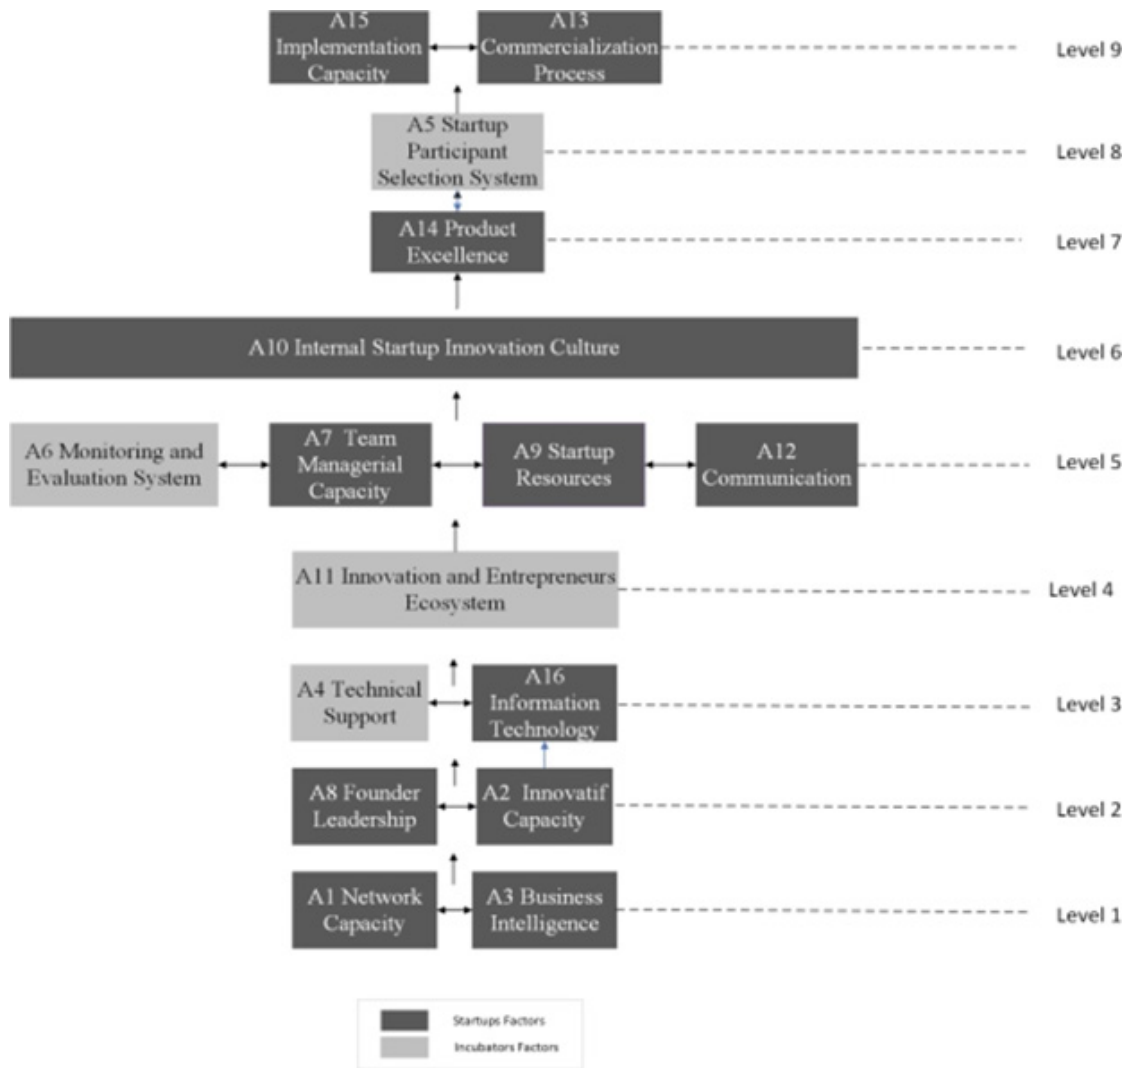 A15
Implementation
Capacity
A13
Commercialization
Process
Level 9
A5 Startup
Participant
Selection System
Level 8
A14 Product
Excellence
Level 7
A10 Internal Startup Innovation Culture
Level 6
A6 Monitoring and
Evaluation System
A7 Team
Managerial
Capacity
A9 Startup
Resources
A12
Communication
Level 5
A11 Innovation and Entrepreneurs
Ecosystem
Level 4
A4 Technical
Support
A16
Information
Technology
Level 3
A8 Founder
Leadership
A2 Innovatif
Capacity
Level 2
A1 Network
Capacity
A3 Business
Intelligence
Level 1
Startups Factors
Incubators Factors